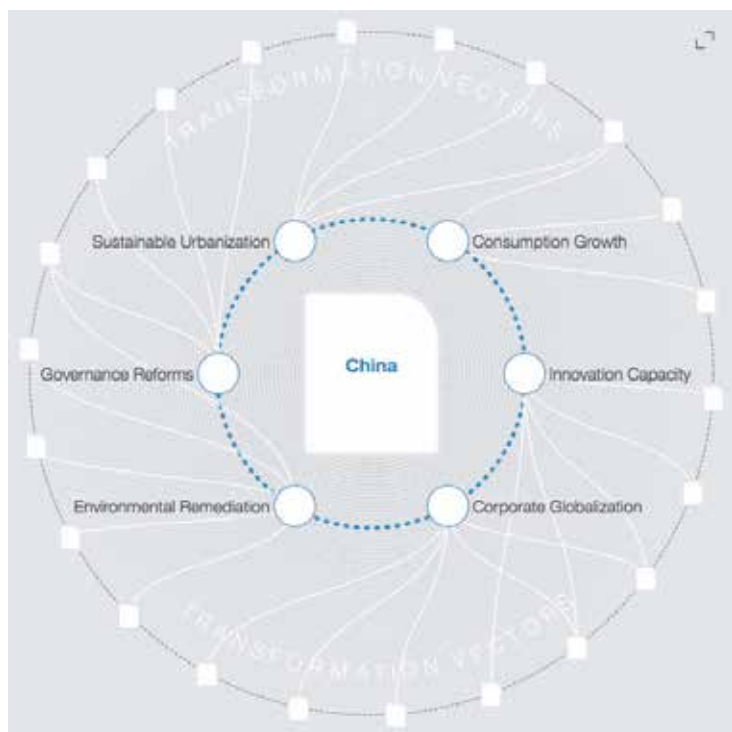 TRANSFORMATION VECTORS
Sustainable Urbanization
Consumption Growth
China
Governance Reforms
Innovation Capacity
Environmental Remediation
Corporate Globalization
TRANSFORMATION VECTORS